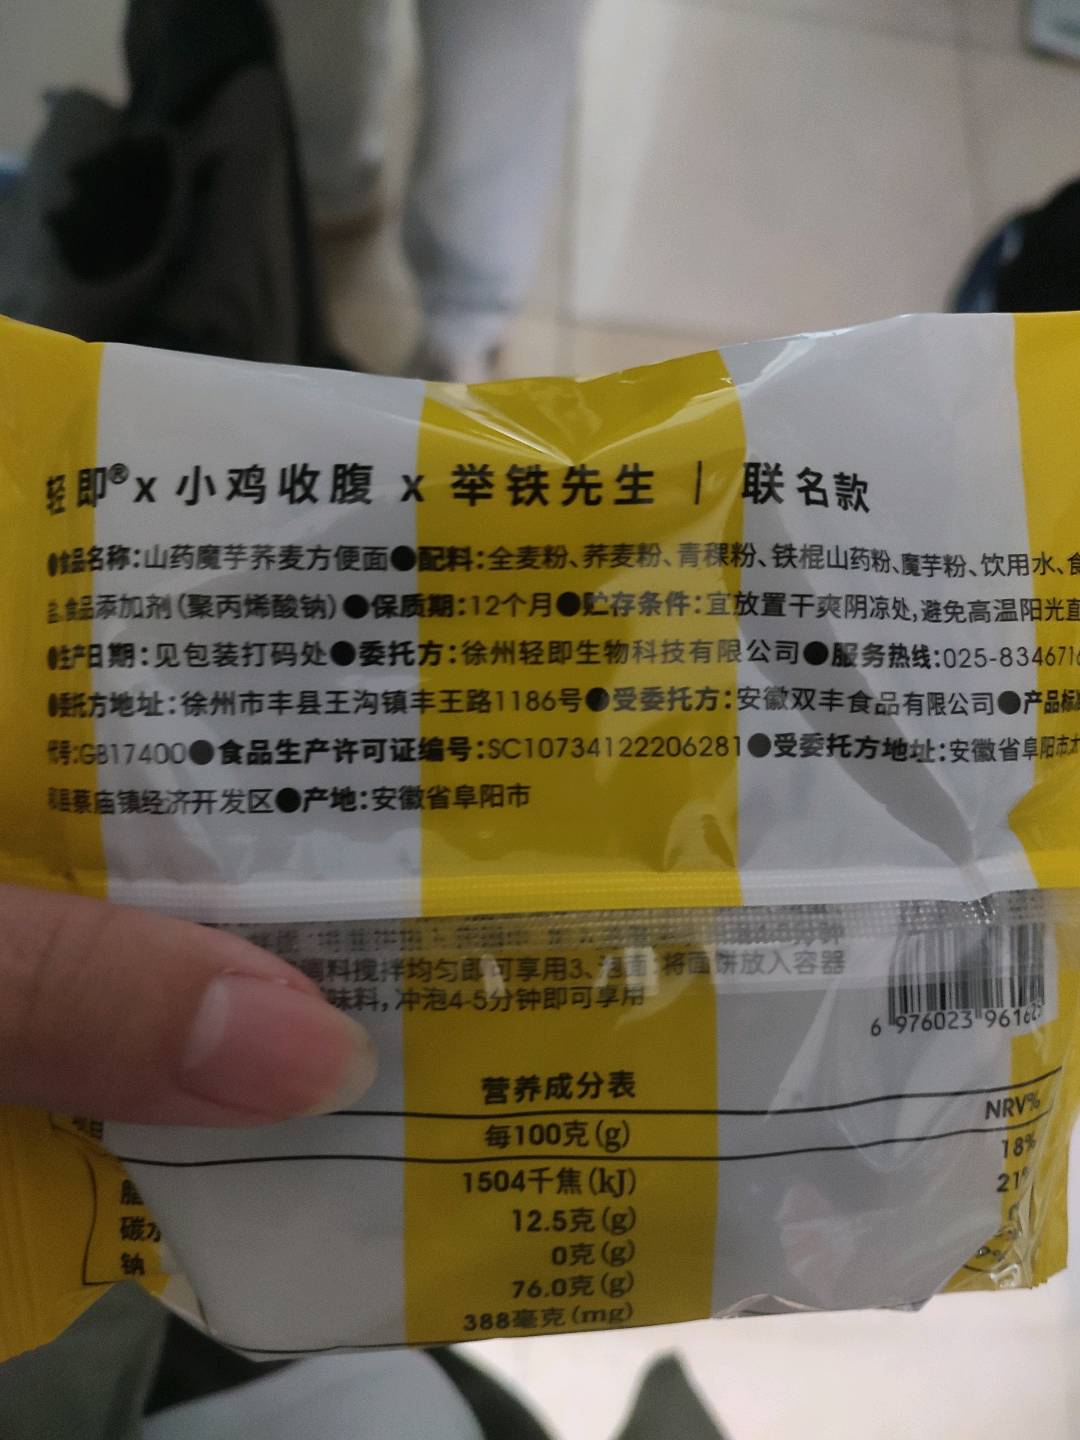 轻即®x 小鸡收腹 x 举铁先生 | 联名款
●食品名称:山药魔芋荞麦方便面●配料:全麦粉、荞麦粉、青稞粉、铁棍山药粉、魔芋粉、饮用水、食
盐、食品添加剂(聚丙烯酸钠)●保质期:12个月●贮存条件:宜放置干爽阴凉处,避免高温阳光直
●生产日期:见包装打码处●委托方:徐州轻即生物科技有限公司●服务热线:025-8346716
●委托方地址:徐州市丰县王沟镇丰王路1186号●受委托方:安徽双丰食品有限公司●产品标准
代号:GB17400●食品生产许可证编号:SC10734122206281●受委托方地址:安徽省阜阳市太
和县蔡庙镇经济开发区●产地:安徽省阜阳市
调料搅拌均匀即可享用3、泡面:将面饼放入容器
味料,冲泡4-5分钟即可享用
6 976023 961623
营养成分表
项目 每100克(g) NRV%
1504千焦(kJ) 18%
12.5克(g) 21%
脂 0克(g)
碳水 76.0克(g)
钠 388毫克(mg)